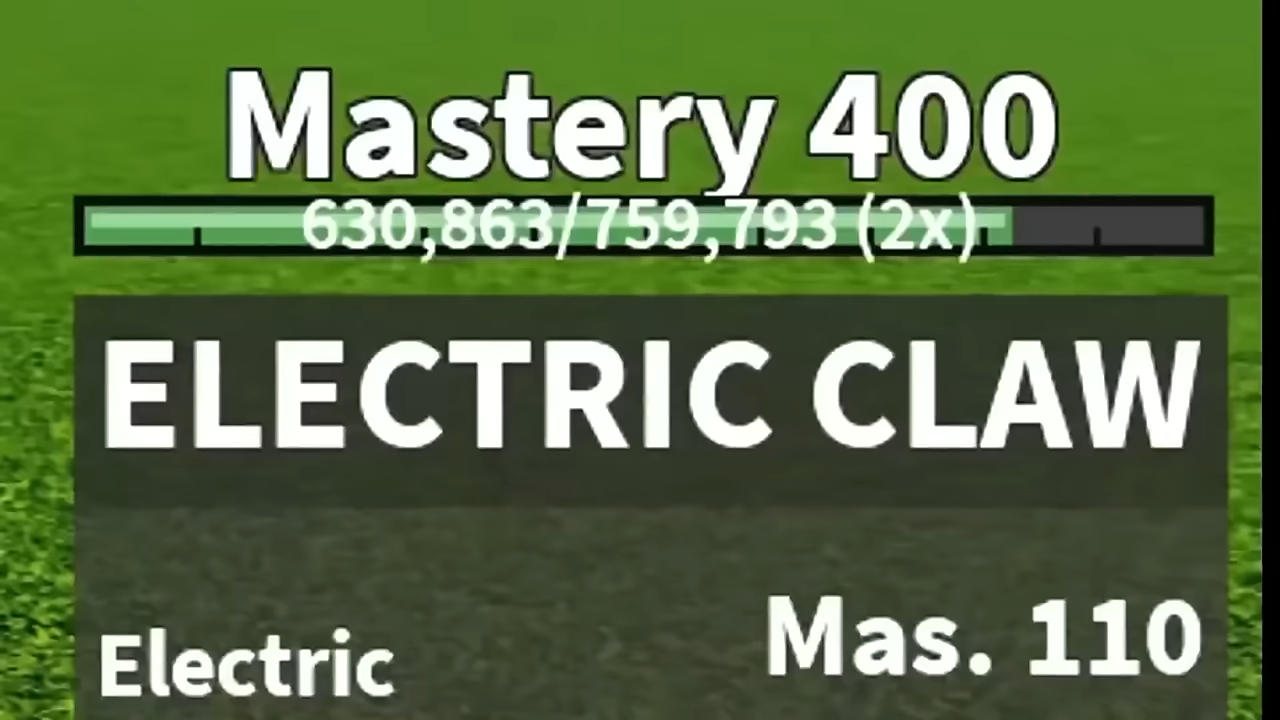 Mastery 400
630,863/759,793 (2x)
ELECTRIC CLAW
Mas. 110
Electric